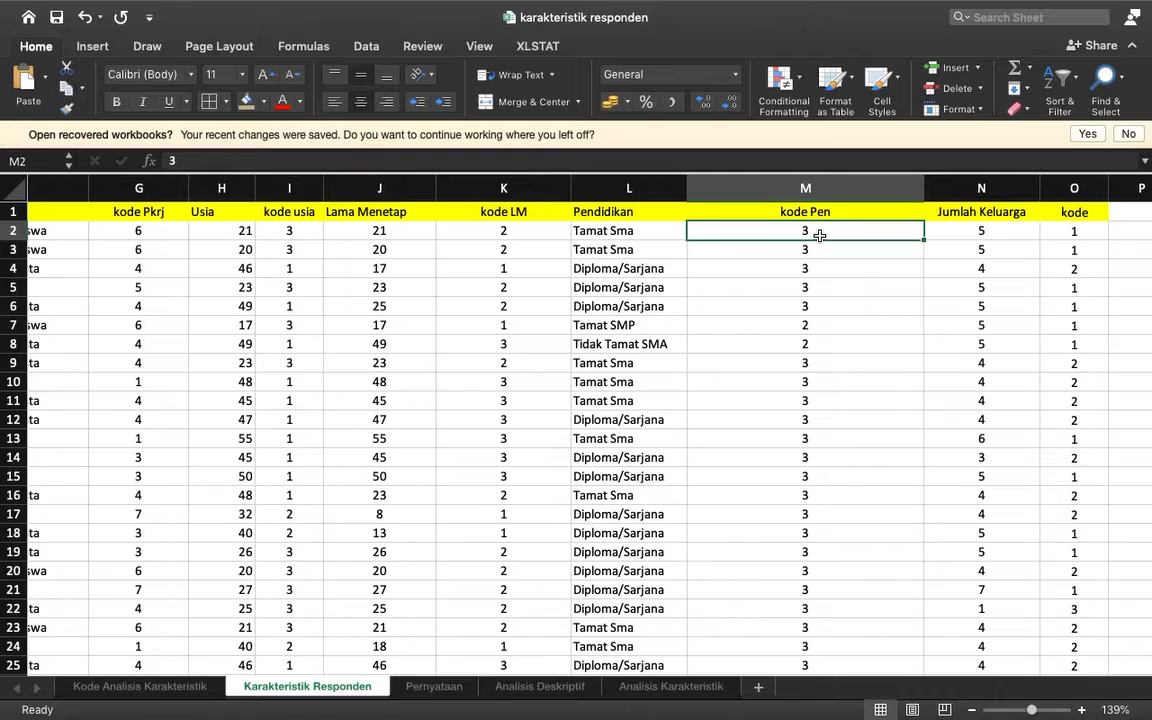 karakteristik responden
Search Sheet
Home Insert Draw Page Layout Formulas Data Review View XLSTAT Share
Paste
Calibri (Body) 11
B I U A
Wrap Text
Merge & Center
General
%
Conditional Formatting
Format as Table
Cell Styles
Insert
Delete
Format
Sort & Filter
Find & Select
Open recovered workbooks? Your recent changes were saved. Do you want to continue working where you left off? Yes No
M2 fx 3
G H I J K L M N O P
1 kode Pkrj Usia kode usia Lama Menetap kode LM Pendidikan kode Pen Jumlah Keluarga kode
2 swa 6 21 3 21 2 Tamat Sma 3 5 1
3 swa 6 20 3 20 2 Tamat Sma 3 5 1
4 ta 4 46 1 17 1 Diploma/Sarjana 3 4 2
5 5 23 3 23 2 Diploma/Sarjana 3 5 1
6 ta 4 49 1 25 2 Diploma/Sarjana 3 5 1
7 swa 6 17 3 17 1 Tamat SMP 2 5 1
8 ta 4 49 1 49 3 Tidak Tamat SMA 2 5 1
9 ta 4 23 3 23 2 Tamat Sma 3 4 2
10 1 48 1 48 3 Tamat Sma 3 4 2
11 ta 4 45 1 45 3 Tamat Sma 3 4 2
12 ta 4 47 1 47 3 Diploma/Sarjana 3 4 2
13 1 55 1 55 3 Tamat Sma 3 6 1
14 3 45 1 45 3 Diploma/Sarjana 3 3 2
15 3 50 1 50 3 Diploma/Sarjana 3 5 1
16 ta 4 48 1 23 2 Tamat Sma 3 4 2
17 7 32 2 8 1 Diploma/Sarjana 3 4 2
18 ta 3 40 2 13 1 Diploma/Sarjana 3 5 1
19 ta 3 26 3 26 2 Diploma/Sarjana 3 5 1
20 swa 6 20 3 20 2 Diploma/Sarjana 3 4 2
21 7 27 3 27 2 Diploma/Sarjana 3 7 1
22 ta 4 25 3 25 2 Diploma/Sarjana 3 1 3
23 swa 6 21 3 21 2 Tamat Sma 3 4 2
24 1 40 2 18 1 Tamat Sma 3 4 2
25 ta 4 46 1 46 3 Diploma/Sarjana 3 4 2
Kode Analisis Karakteristik Karakteristik Responden Pernyataan Analisis Deskriptif Analisis Karakteristik +
Ready 139%